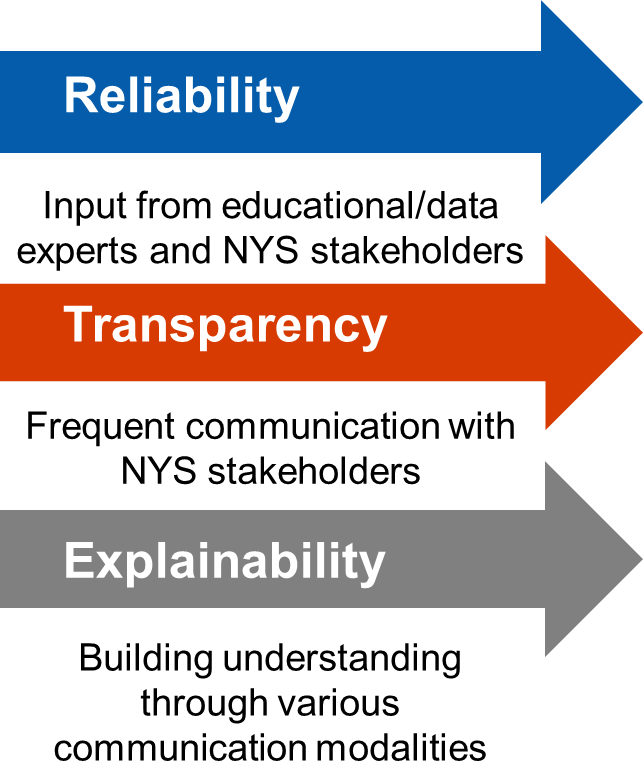 Reliability
Input from educational/data
experts and NYS stakeholders
Transparency
Frequent communication with
NYS stakeholders
Explainability
Building understanding
through various
communication modalities